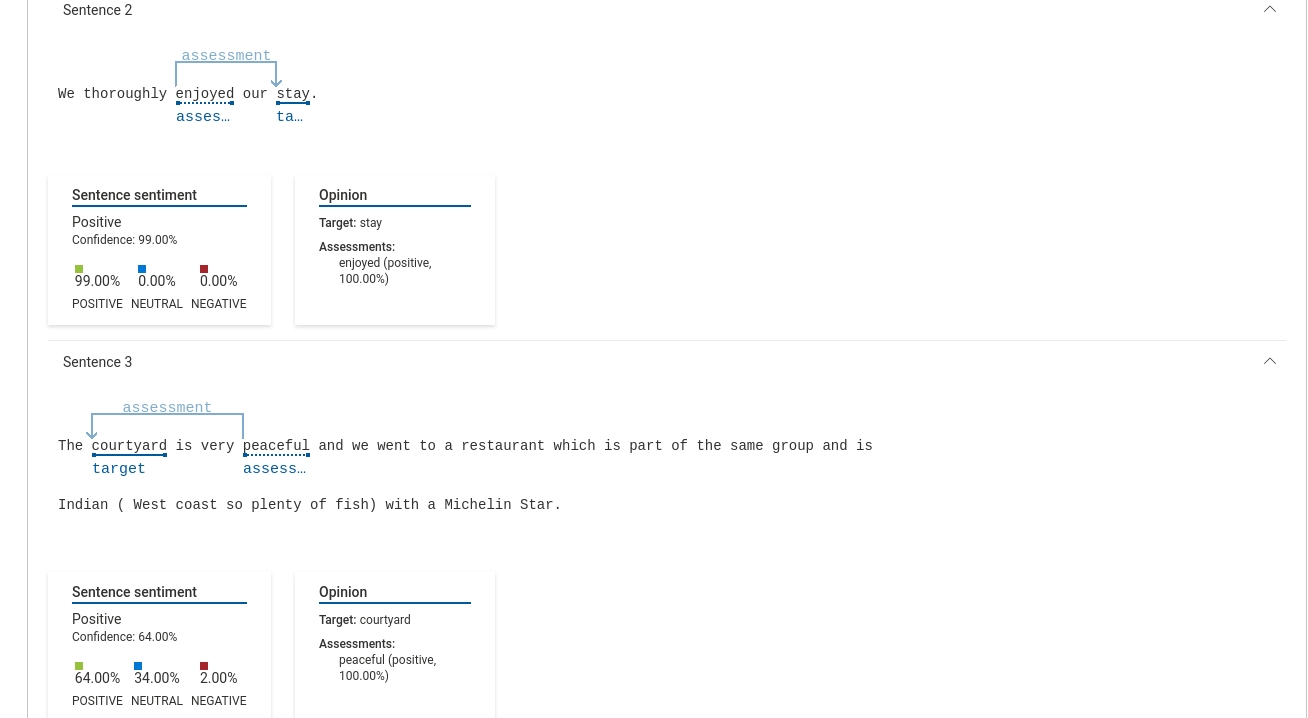 Sentence 2
assessment
We thoroughly enjoyed our stay.
asses… ta…
Sentence sentiment
Positive
Confidence: 99.00%
99.00% 0.00% 0.00%
POSITIVE NEUTRAL NEGATIVE
Opinion
Target: stay
Assessments:
enjoyed (positive,
100.00%)
Sentence 3
assessment
The courtyard is very peaceful and we went to a restaurant which is part of the same group and is
target assess…
Indian ( West coast so plenty of fish) with a Michelin Star.
Sentence sentiment
Positive
Confidence: 64.00%
64.00% 34.00% 2.00%
POSITIVE NEUTRAL NEGATIVE
Opinion
Target: courtyard
Assessments:
peaceful (positive,
100.00%)